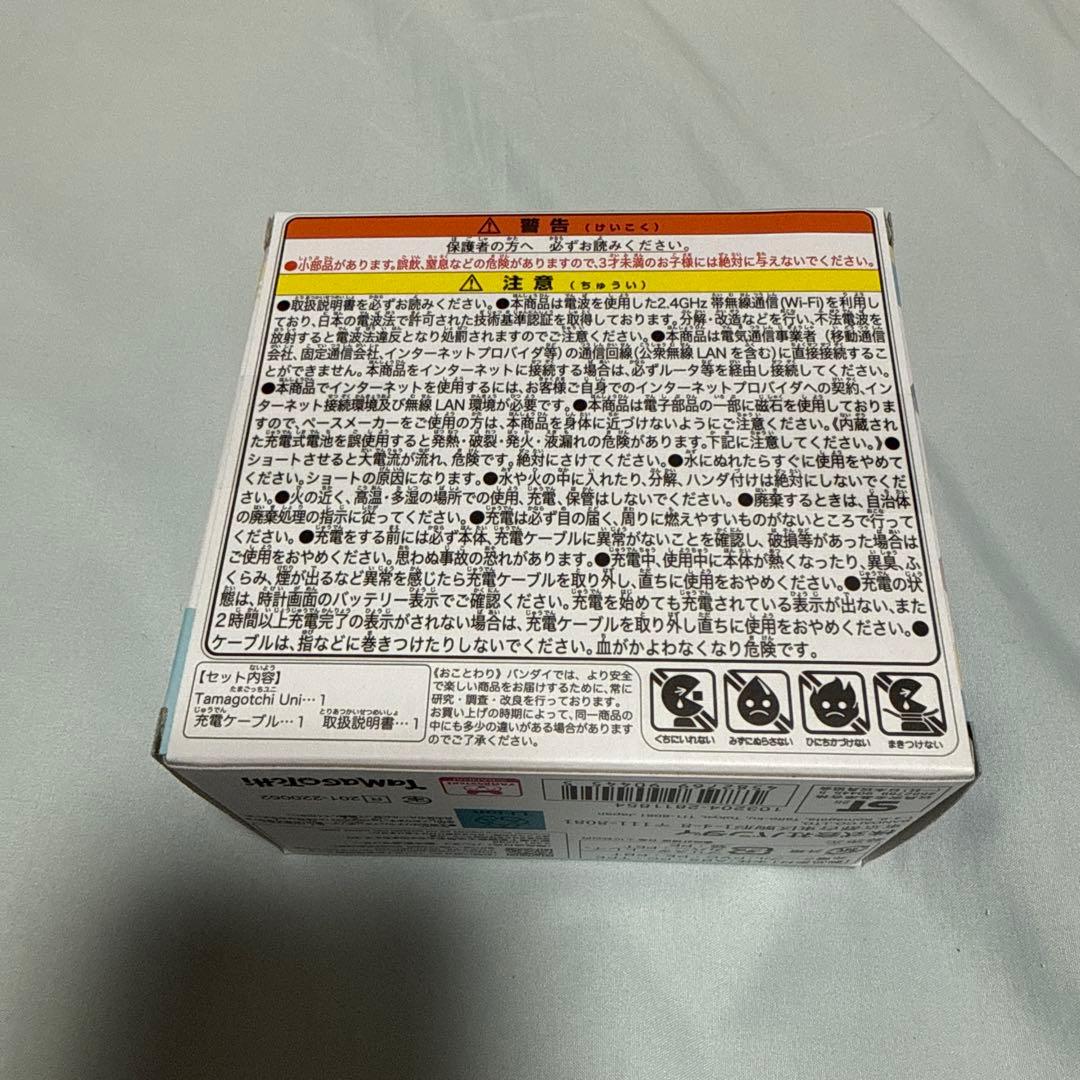 警告（けいこく）
保護者の方へ 必ずお読みください。
●小部品があります。誤飲、窒息などの危険がありますので、3才未満のお子様には絶対に与えないでください。
注意（ちゅうい）
●取扱説明書を必ずお読みください。●本商品は電波を使用した2.4GHz 帯無線通信(Wi-Fi)を利用し
ており、日本の電波法で許可された技術基準認証を取得しております。分解・改造などを行い、不法電波を
放射すると電波法違反となり処罰されますのでご注意ください。●本商品は電気通信事業者（移動通信
会社、固定通信会社、インターネットプロバイダ等)の通信回線(公衆無線LANを含む)に直接接続するこ
とができません。本商品をインターネットに接続する場合は、必ずルータ等を経由し接続してください。
●本商品でインターネットを使用するには、お客様ご自身でのインターネットプロバイダへの契約、イン
ターネット接続環境及び無線LAN環境が必要です。●本商品は電子部品の一部に磁石を使用しておりま
すので、ペースメーカーをご使用の方は、本商品を身体に近づけないようにご注意ください。《内蔵され
た充電式電池を誤使用すると発熱・破裂・発火・液漏れの危険があります。下記に注意してください。》●
ショートさせると大電流が流れ、危険です。絶対にさけてください。●水にぬれたらすぐに使用をやめて
ください。ショートの原因になります。●水や火の中に入れたり、分解、ハンダ付けは絶対にしないでくだ
さい。●火の近く、高温・多湿の場所での使用、充電、保管はしないでください。●廃棄するときは、自治体
の廃棄処理の指示に従ってください。●充電は必ず目の届く、周りに燃えやすいものがないところで行って
ください。●充電をする前には必ず本体、充電ケーブルに異常がないことを確認し、破損等があった場合は
ご使用をおやめください。思わぬ事故の恐れがあります。●充電中、使用中に本体が熱くなったり、異臭、ふ
くらみ、煙が出るなど異常を感じたら充電ケーブルを取り外し、直ちに使用をおやめください。●充電の状
態は、時計画面のバッテリー表示でご確認ください。充電を始めても充電されている表示が出ない、また
2時間以上充電完了の表示がされない場合は、充電ケーブルを取り外し直ちに使用をおやめください。●
ケーブルは、指などに巻きつけたりしないでください。血がかよわなくなり危険です。
【セット内容】
Tamagotchi Uni…1
充電ケーブル…1 取扱説明書…1
《おことわり》バンダイでは、より安全
で楽しい商品をお届けするために、常に
研究・調査・改良を行っております。
お買い上げの時期によって、同一商品の
中にも多少の違いがある場合があります
のでご了承ください。
くちにいれない
みずにぬらさない
ひにちかづけない
まきつけない
TaMaGoTchi
R 201-220062
103204-2811854
ST
株式会社バンダイ
〒111-8081